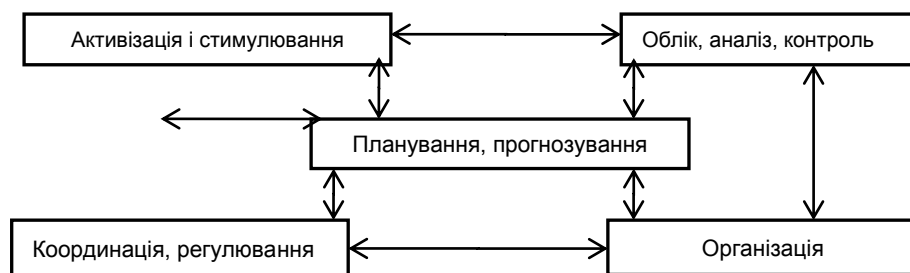 Активізація і стимулювання
Облік, аналіз, контроль
Планування, прогнозування
Координація, регулювання
Організація